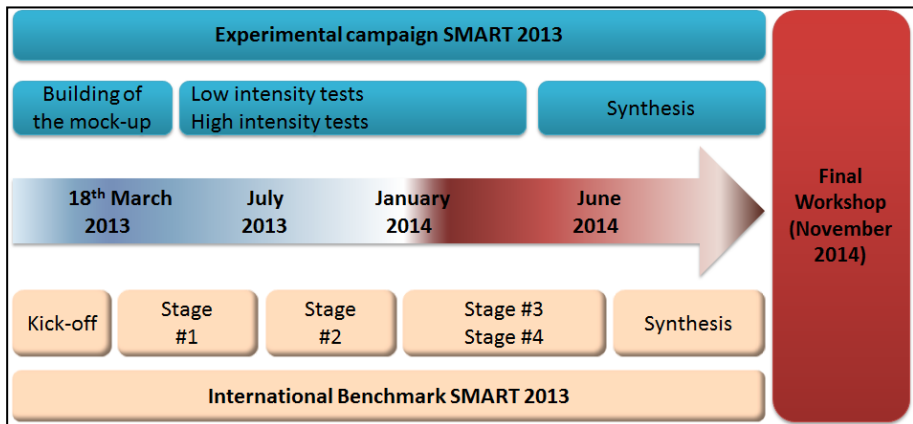 Experimental campaign SMART 2013
Building of
the mock-up
Low intensity tests
High intensity tests
Synthesis
18th March
2013
July
2013
January
2014
June
2014
Final
Workshop
(November
2014)
Kick-off
Stage
#1
Stage
#2
Stage #3
Stage #4
Synthesis
International Benchmark SMART 2013